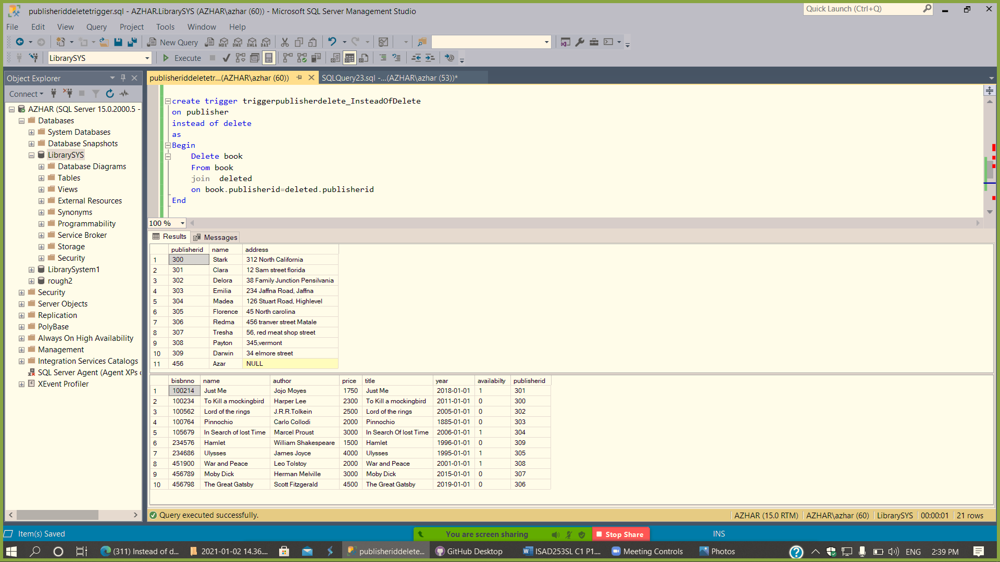 publisheriddeletetrigger.sql - AZHAR.LibrarySYS (AZHAR\azhar (60)) - Microsoft SQL Server Management Studio
Quick Launch (Ctrl+Q)
File Edit View Query Project Tools Window Help
New Query MDX DMX XMLA DAX
LibrarySYS Execute
Object Explorer
publisheriddeletetr...(AZHAR\azhar (60)) SQLQuery23.sql -...(AZHAR\azhar (53))*
Connect
AZHAR (SQL Server 15.0.2000.5 -
Databases
System Databases
Database Snapshots
LibrarySYS
Database Diagrams
Tables
Views
External Resources
Synonyms
Programmability
Service Broker
Storage
Security
LibrarySystem1
rough2
Security
Server Objects
Replication
PolyBase
Always On High Availability
Management
Integration Services Catalogs
SQL Server Agent (Agent XPs
XEvent Profiler
create trigger triggerpublisherdelete_InsteadOfDelete
on publisher
instead of delete
as
Begin
Delete book
From book
join deleted
on book.publisherid=deleted.publisherid
End
100 %
Results Messages
publisherid name address
1 300 Stark 312 North California
2 301 Clara 12 Sam street florida
3 302 Delora 38 Family Junction Pensilvania
4 303 Emilia 234 Jaffna Road, Jaffna
5 304 Madea 126 Stuart Road, Highlevel
6 305 Florence 45 North carolina
7 306 Redma 456 tranver street Matale
8 307 Tresha 56, red meat shop street
9 308 Payton 345,vermont
10 309 Darwin 34 elmore street
11 456 Azar NULL
bisbnno name author price title year availabilty publisherid
1 100214 Just Me Jojo Moyes 1750 Just Me 2018-01-01 1 301
2 100234 To Kill a mockingbird Harper Lee 2300 To Kill a mockingbird 2011-01-01 0 300
3 100562 Lord of the rings J.R.R.Tolkein 2500 Lord of the rings 2005-01-01 0 302
4 100764 Pinnochio Carlo Collodi 2000 Pinnochio 1885-01-01 0 303
5 105679 In Search of lost Time Marcel Proust 3000 In Search Of lost Time 2006-01-01 1 304
6 234576 Hamlet William Shakespeare 1500 Hamlet 1996-01-01 0 309
7 234686 Ulysses James Joyce 4000 Ulysses 1995-01-01 1 305
8 451900 War and Peace Leo Tolstoy 2000 War and Peace 2001-01-01 1 308
9 456789 Moby Dick Herman Melville 3000 Moby Dick 2015-01-01 0 307
10 456798 The Great Gatsby Scott Fitzgerald 4500 The Great Gatsby 2019-01-01 0 306
Query executed successfully. AZHAR (15.0 RTM) AZHAR\azhar (60) LibrarySYS 00:00:01 21 rows
Item(s) Saved You are screen sharing Stop Share INS
(311) Instead of d... 2021-01-02 14.36.... publisheriddelete... GitHub Desktop ISAD253SL C1 P1.... Meeting Controls Photos ENG 2:39 PM